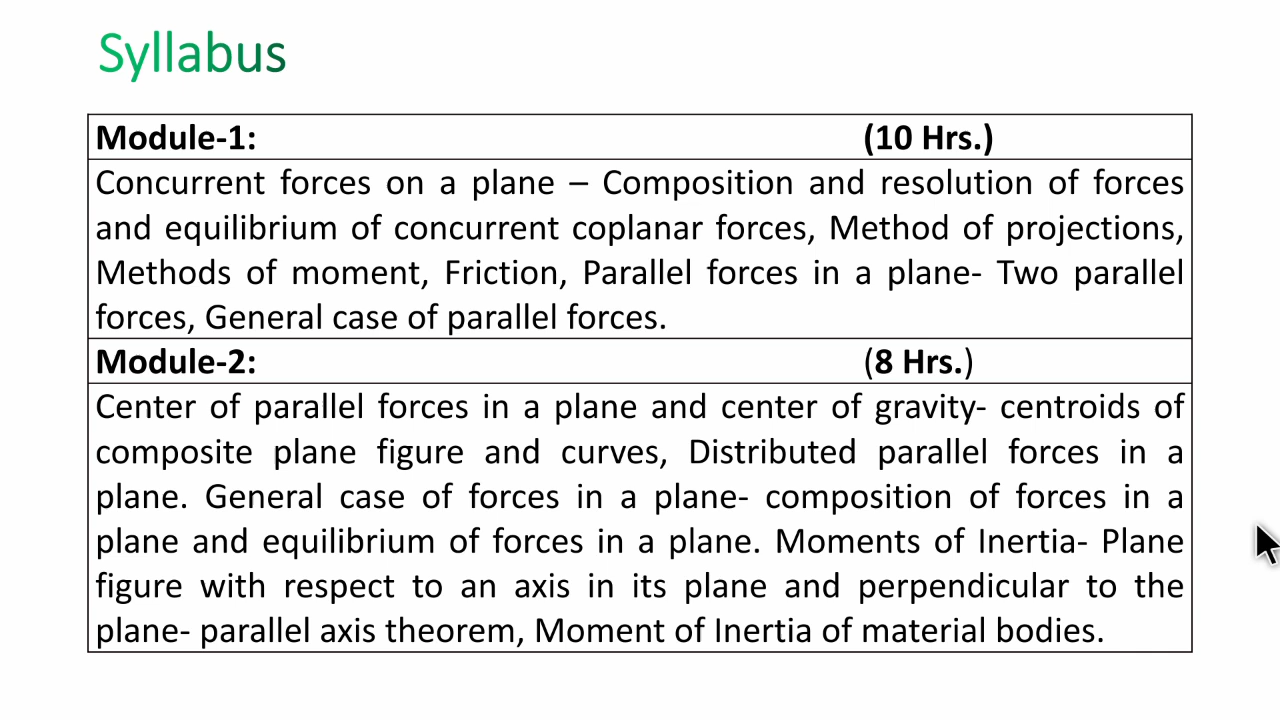 Syllabus
Module-1: (10 Hrs.)
Concurrent forces on a plane – Composition and resolution of forces
and equilibrium of concurrent coplanar forces, Method of projections,
Methods of moment, Friction, Parallel forces in a plane- Two parallel
forces, General case of parallel forces.
Module-2: (8 Hrs.)
Center of parallel forces in a plane and center of gravity- centroids of
composite plane figure and curves, Distributed parallel forces in a
plane. General case of forces in a plane- composition of forces in a
plane and equilibrium of forces in a plane. Moments of Inertia- Plane
figure with respect to an axis in its plane and perpendicular to the
plane- parallel axis theorem, Moment of Inertia of material bodies.